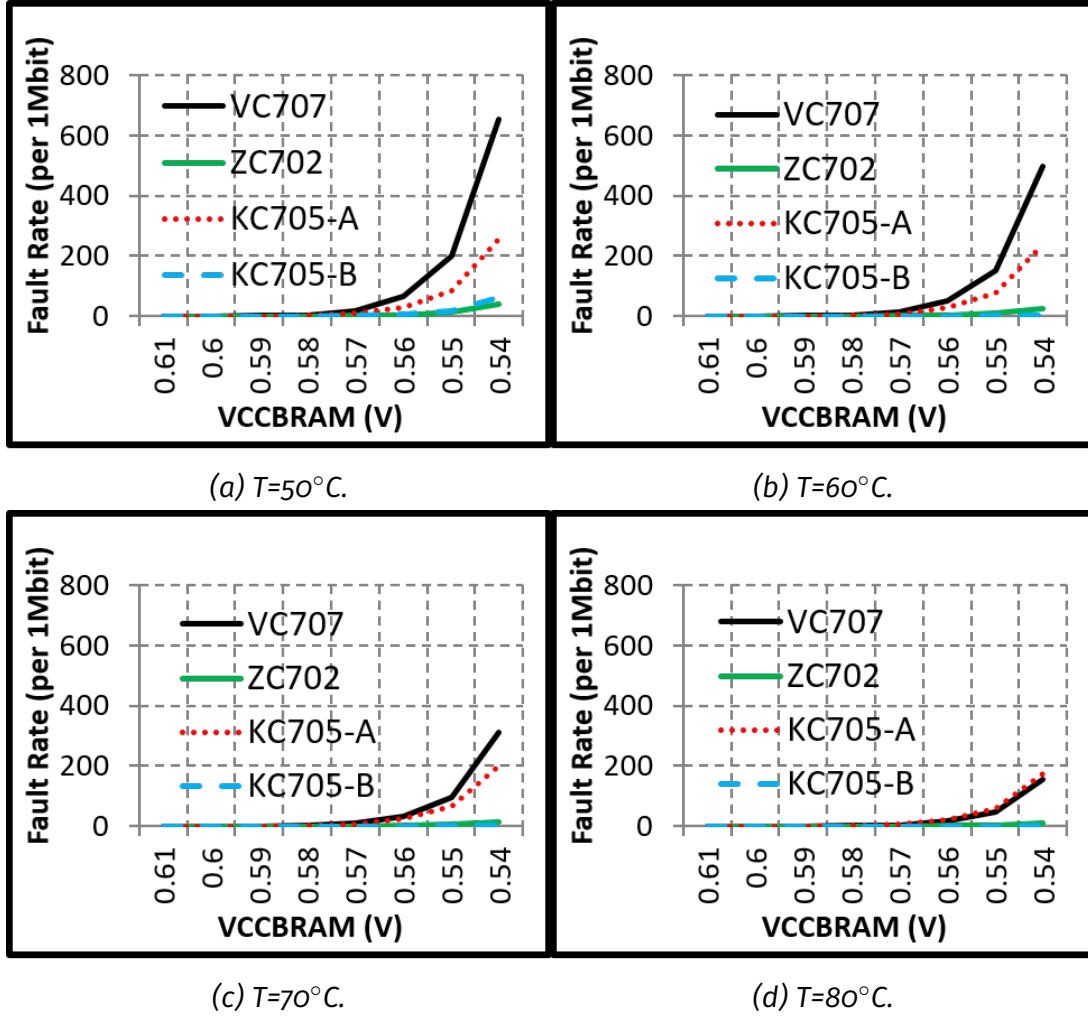 Fault Rate (per 1Mbit)
800
600
400
200
0
VC707
ZC702
KC705-A
KC705-B
0.61
0.6
0.59
0.58
0.57
0.56
0.55
0.54
VCCBRAM (V)
(a) T=50°C.
Fault Rate (per 1Mbit)
800
600
400
200
0
VC707
ZC702
KC705-A
KC705-B
0.61
0.6
0.59
0.58
0.57
0.56
0.55
0.54
VCCBRAM (V)
(b) T=60°C.
Fault Rate (per 1Mbit)
800
600
400
200
0
VC707
ZC702
KC705-A
KC705-B
0.61
0.6
0.59
0.58
0.57
0.56
0.55
0.54
VCCBRAM (V)
(c) T=70°C.
Fault Rate (per 1Mbit)
800
600
400
200
0
VC707
ZC702
KC705-A
KC705-B
0.61
0.6
0.59
0.58
0.57
0.56
0.55
0.54
VCCBRAM (V)
(d) T=80°C.